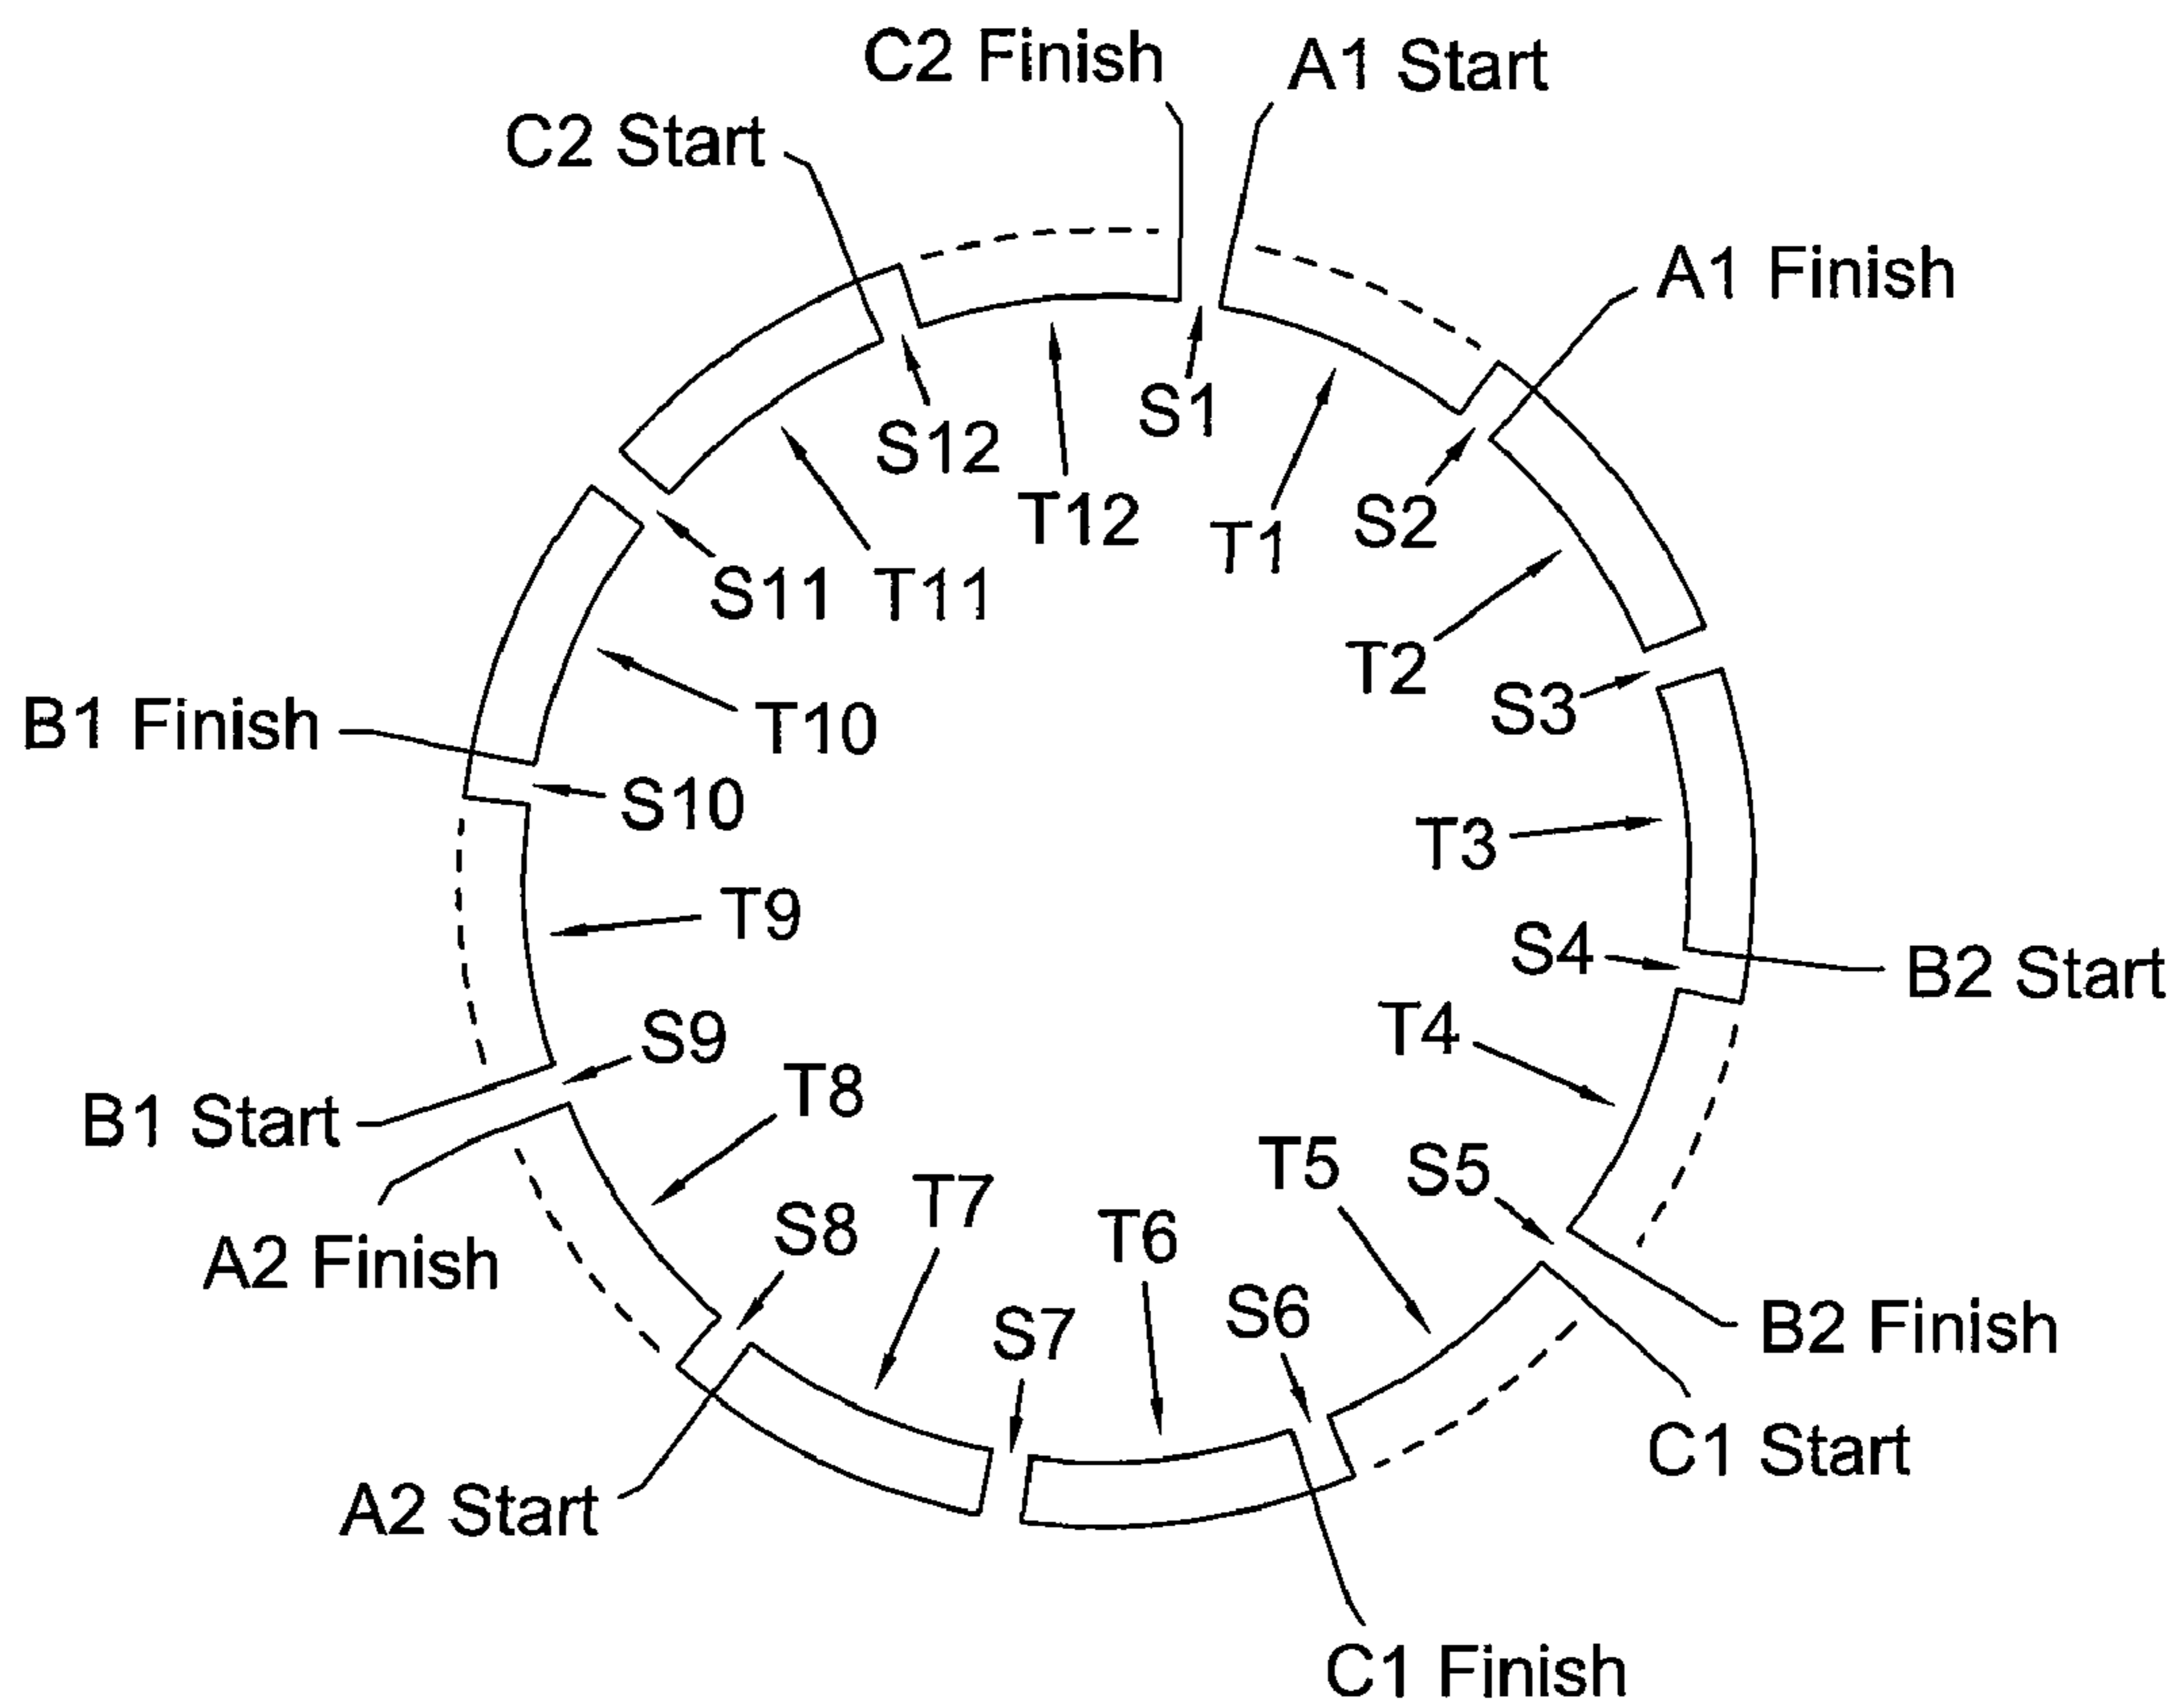 C2 Finish
A1 Start
C2 Start
A1 Finish
S1
S12
T12
T1
S2
S11
T11
T2
S3
B1 Finish
T10
S10
T3
T9
S4
B2 Start
T4
S9
T8
B1 Start
T5
S5
T7
S8
T6
A2 Finish
S6
S7
B2 Finish
C1 Start
A2 Start
C1 Finish